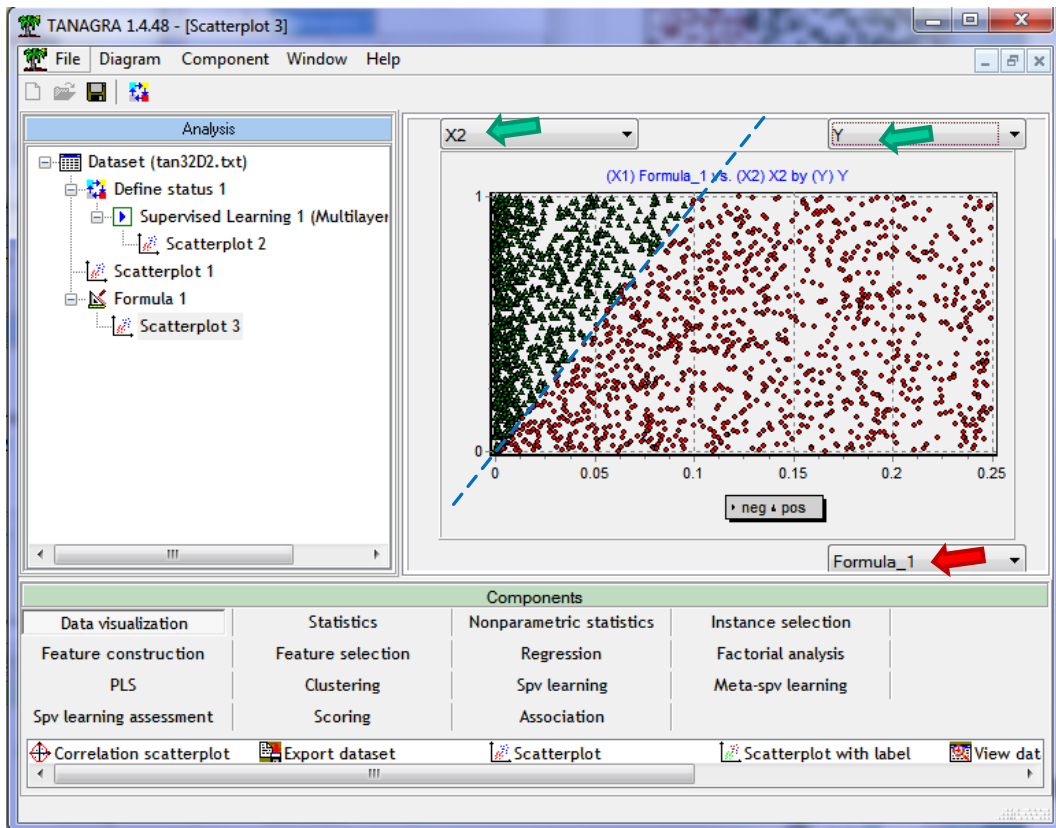 TANAGRA 1.4.48 - [Scatterplot 3]
File Diagram Component Window Help
Analysis
Dataset (tan32D2.txt)
Define status 1
Supervised Learning 1 (Multilayer
Scatterplot 2
Scatterplot 1
Formula 1
Scatterplot 3
X2 Y
(X1) Formula_1 vs. (X2) X2 by (Y) Y
1
0
0 0.05 0.1 0.15 0.2 0.25
neg pos
Formula_1
Components
Data visualization Statistics Nonparametric statistics Instance selection
Feature construction Feature selection Regression Factorial analysis
PLS Clustering Spv learning Meta-spv learning
Spv learning assessment Scoring Association
Correlation scatterplot Export dataset Scatterplot Scatterplot with label View dat